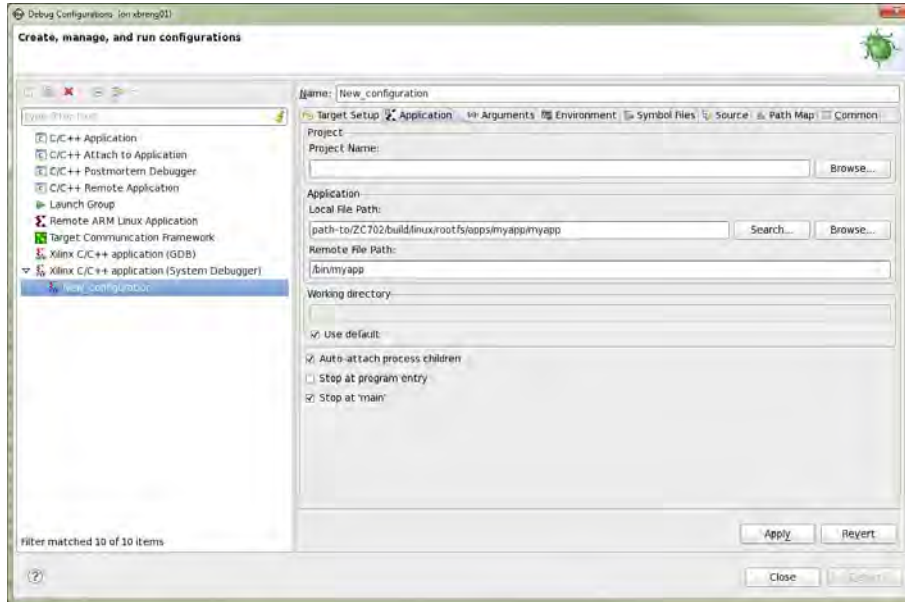 Debug Configurations (on xbreng01)
Create, manage, and run configurations
Name: New_configuration
type filter text
Target Setup Application Arguments Environment Symbol Files Source Path Map Common
C/C++ Application
C/C++ Attach to Application
C/C++ Postmortem Debugger
C/C++ Remote Application
Launch Group
Remote ARM Linux Application
Target Communication Framework
Xilinx C/C++ application (GDB)
Xilinx C/C++ application (System Debugger)
New_configuration
Project
Project Name:
Browse...
Application
Local File Path:
path-to/ZC702/build/linux/rootfs/apps/myapp/myapp
Search...
Browse...
Remote File Path:
/bin/myapp
Working directory
Use default
Auto-attach process children
Stop at program entry
Stop at 'main'
Filter matched 10 of 10 items
Apply
Revert
?
Close
Debug